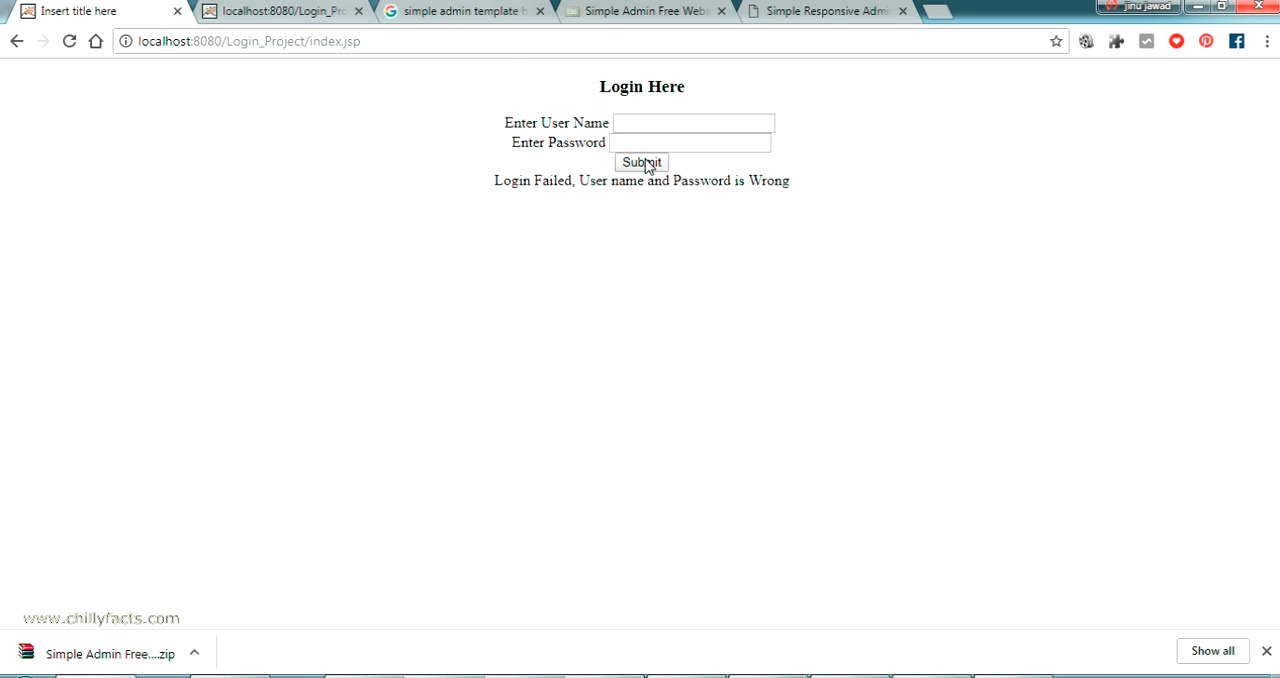 Insert title here
localhost:8080/Login_Pro
simple admin template h
Simple Admin Free Webs
Simple Responsive Admi
jinu jawad
localhost:8080/Login_Project/index.jsp
Login Here
Enter User Name
Enter Password
Submit
Login Failed, User name and Password is Wrong
www.chillyfacts.com
Simple Admin Free....zip
Show all